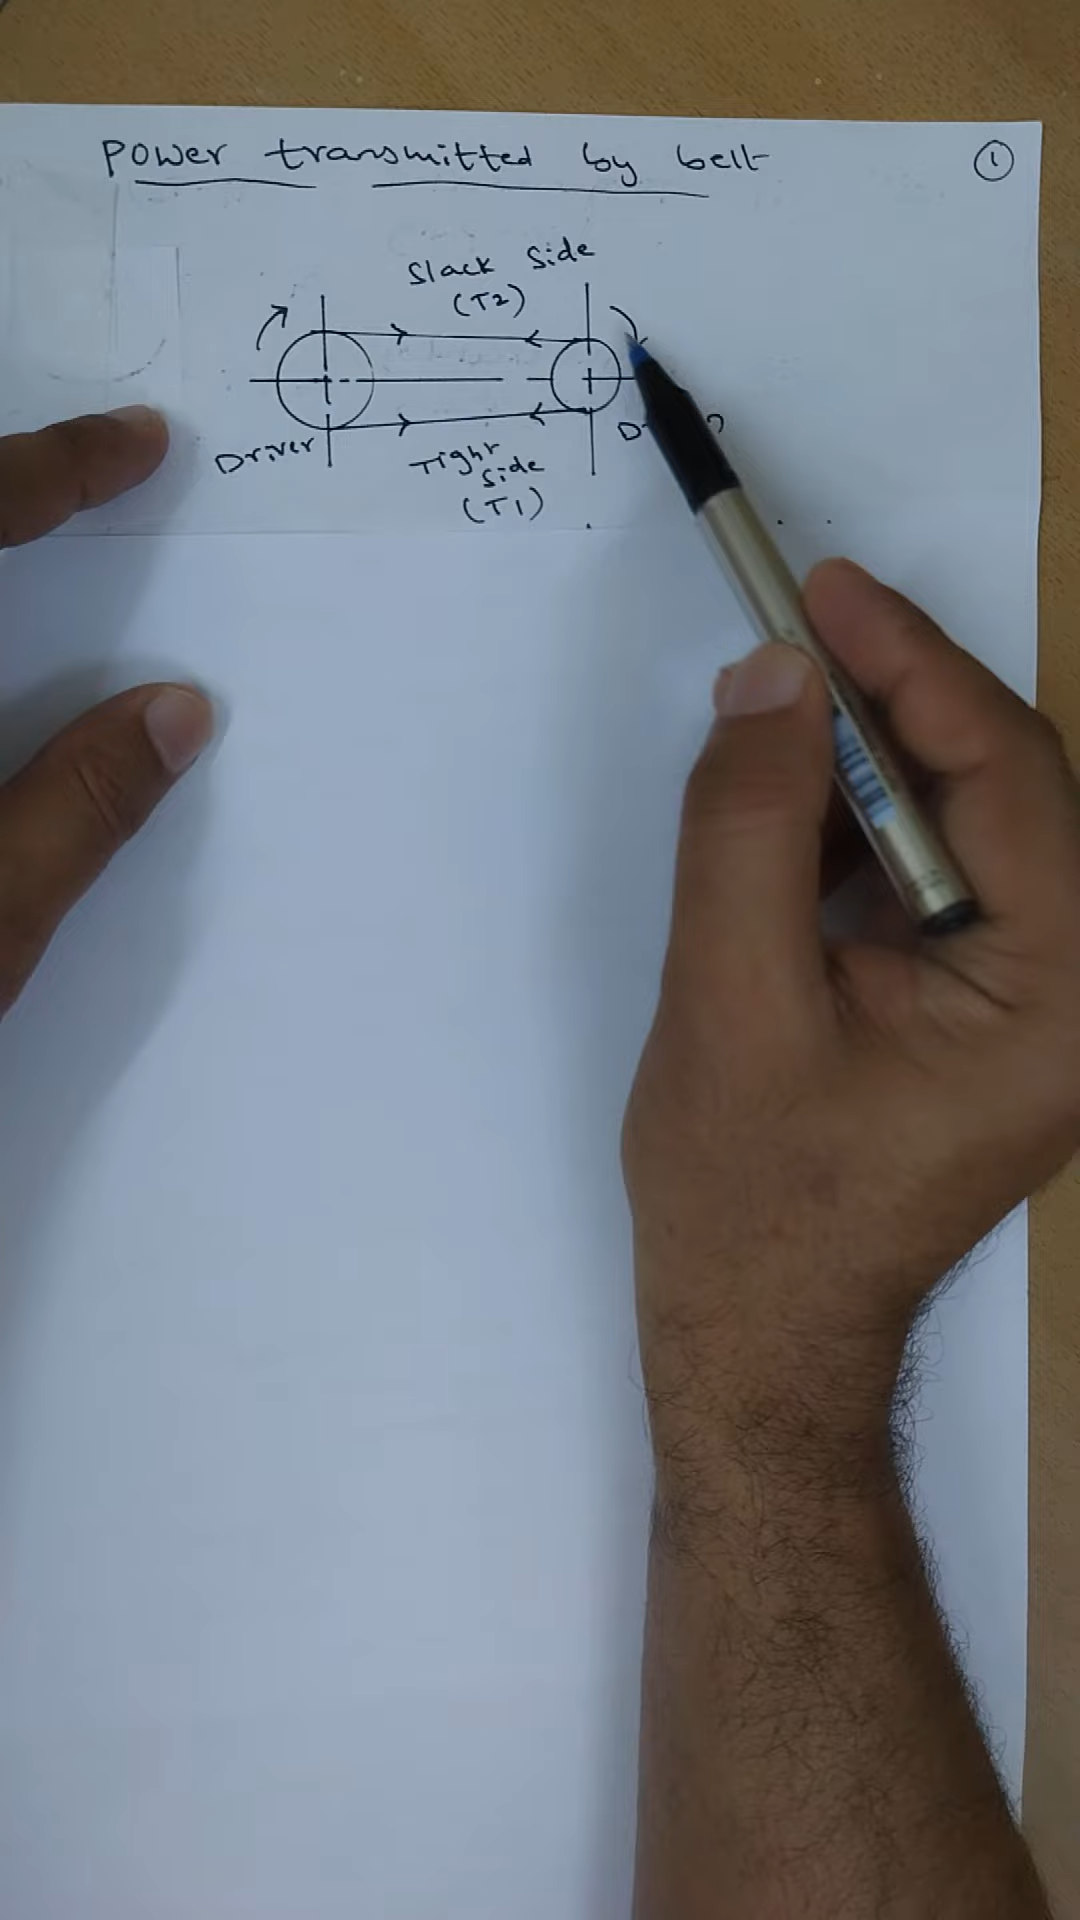 Power transmitted by belt
1
Slack Side
(T2)
Driver
Tight
Side
(T1)